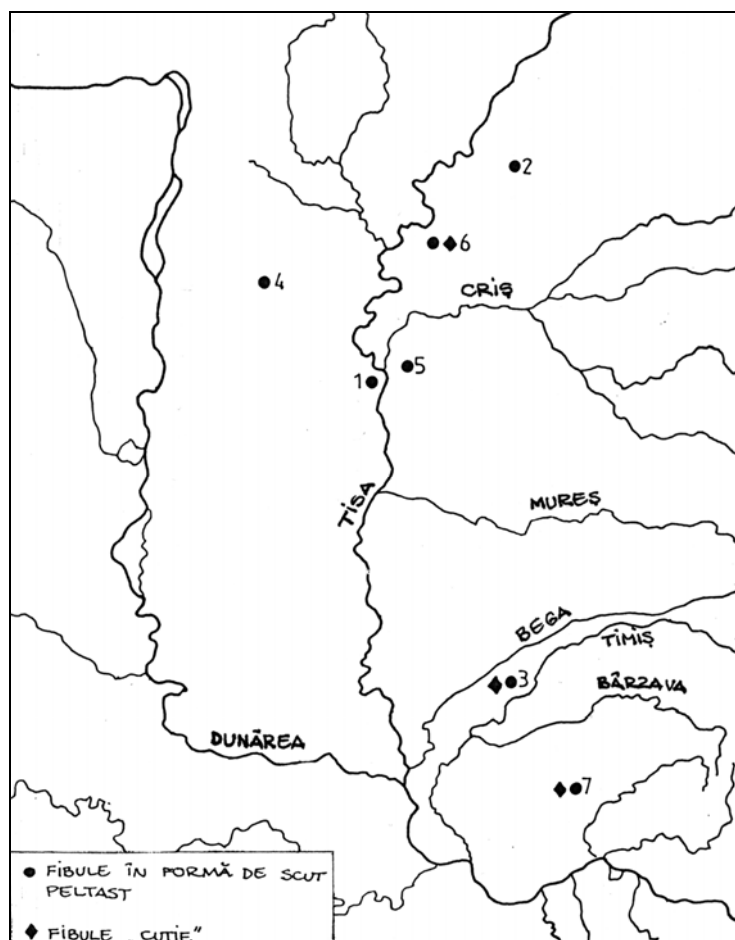 2
6
4
CRIȘ
5
1
TISA
MUREȘ
BEGA
TIMIȘ
3
BÂRZAVA
DUNĂREA
7
FIBULE ÎN FORMĂ DE SCUT
PELTAST
FIBULE „CUTIE"